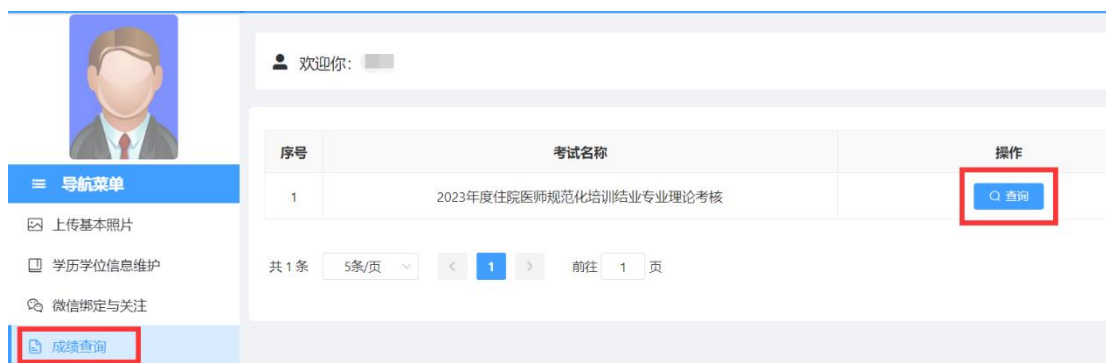 欢迎你：
序号 考试名称 操作
导航菜单
1 2023年度住院医师规范化培训结业专业理论考核 查询
上传基本照片
学历学位信息维护
共 1 条 5条/页 1 前往 1 页
微信绑定与关注
成绩查询